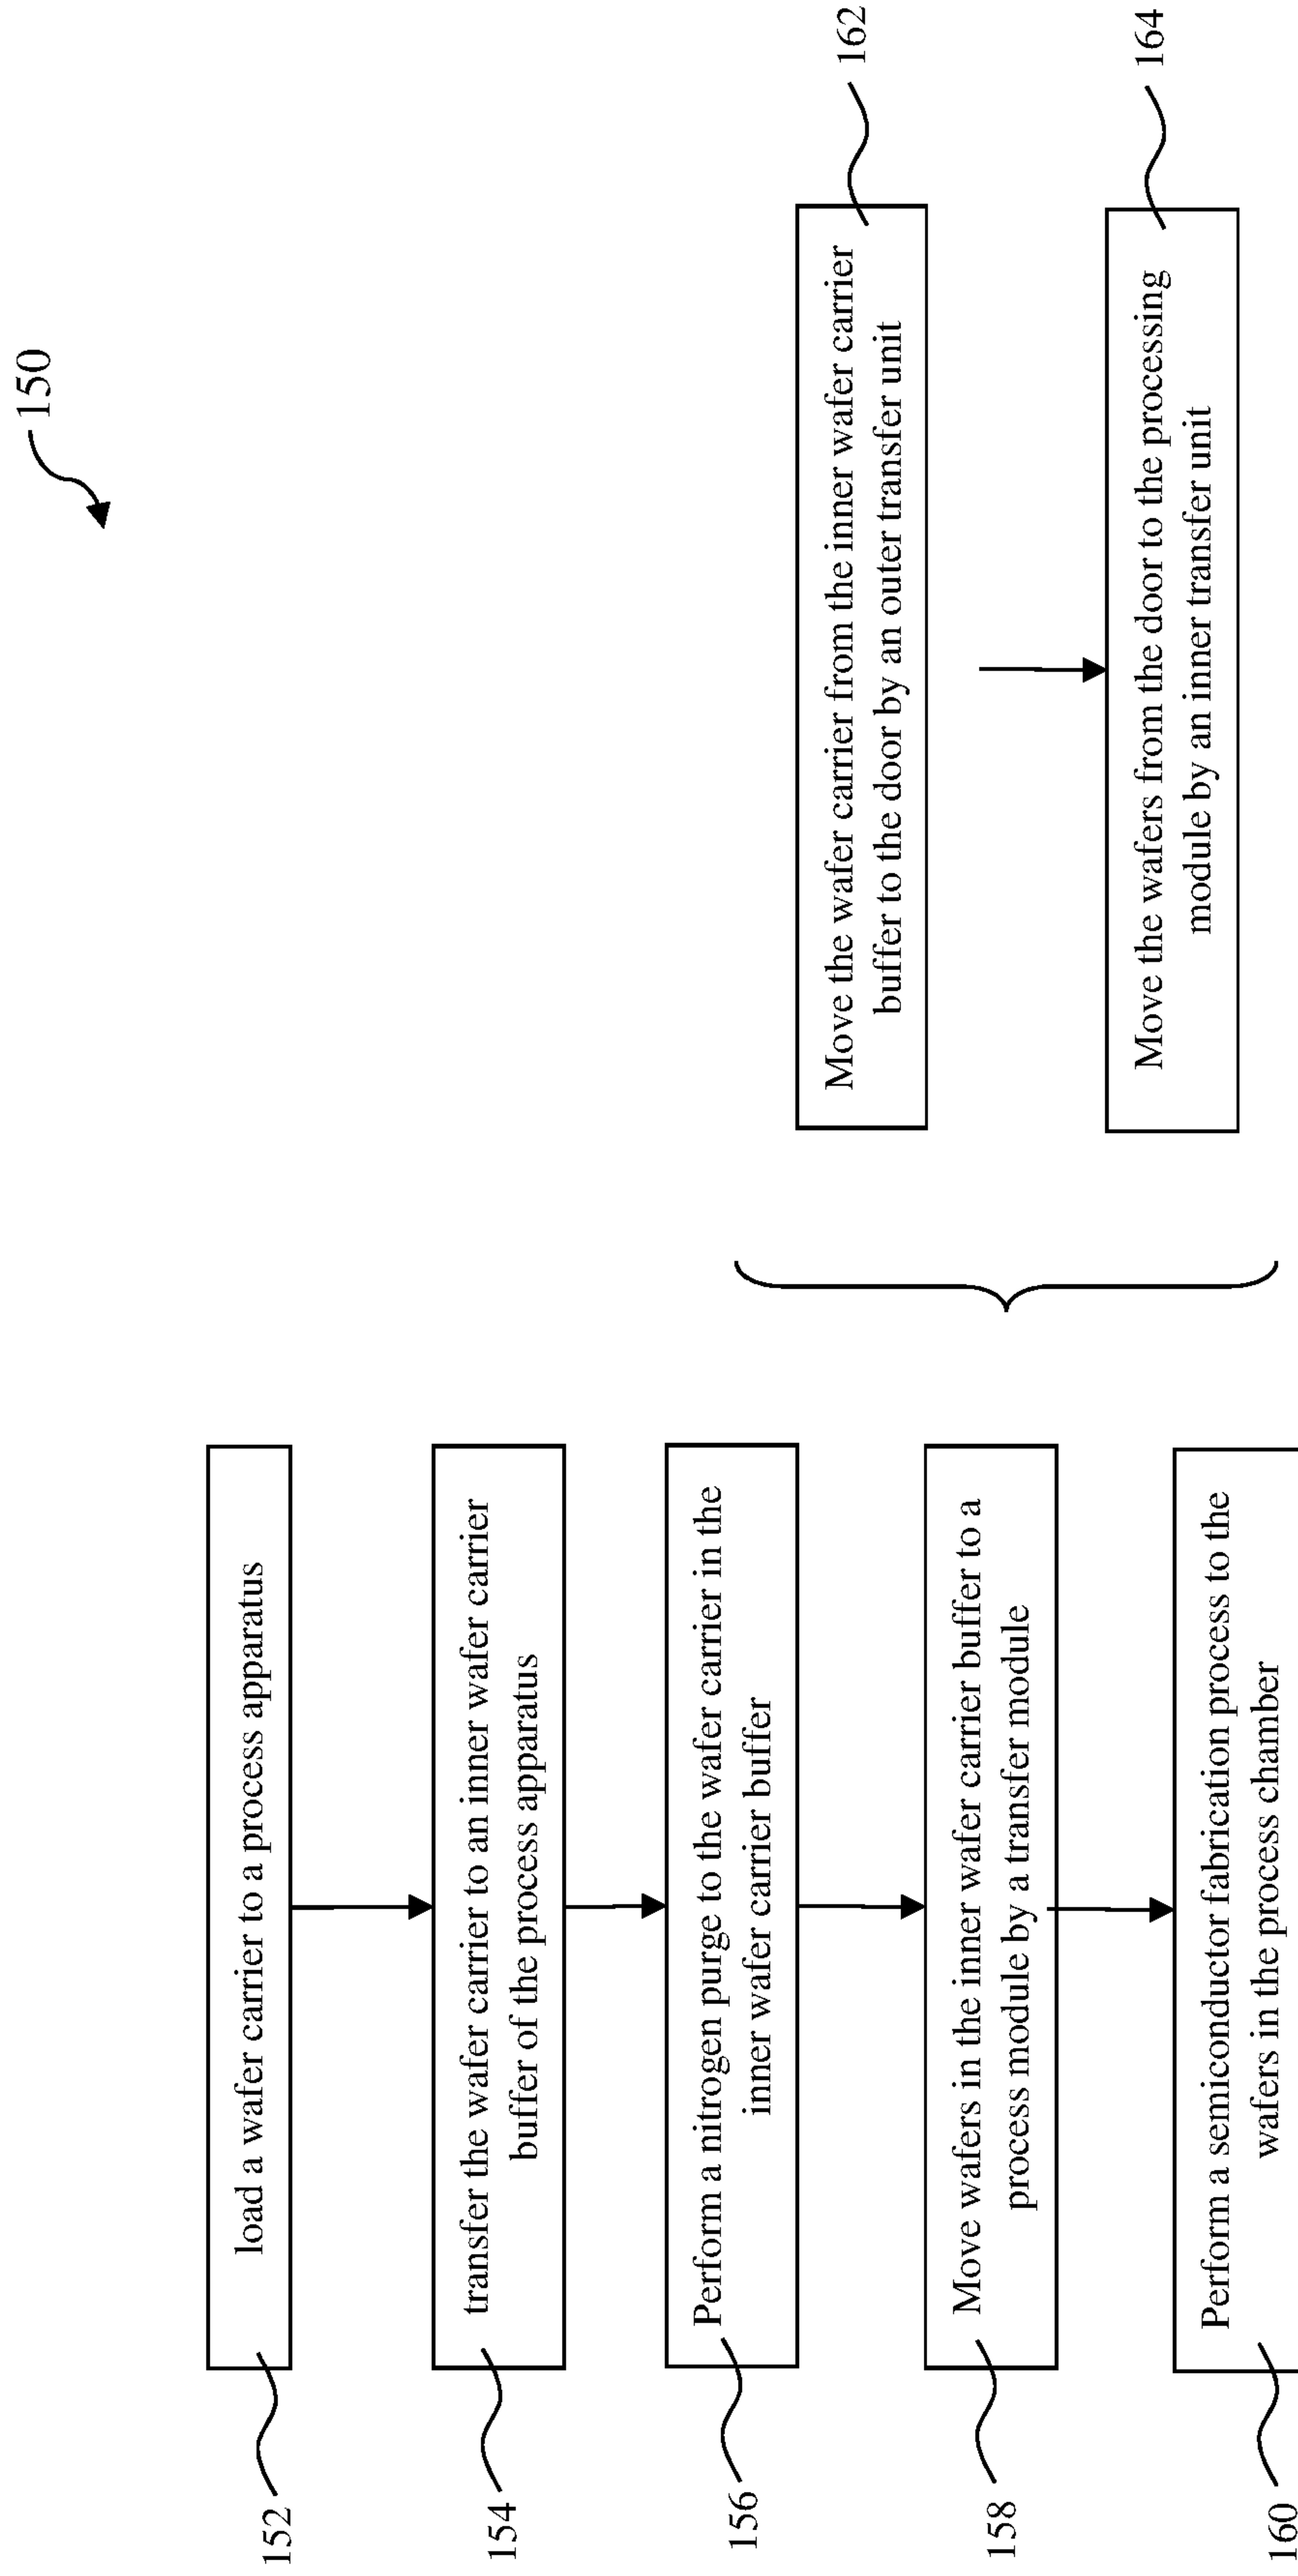 150
152
load a wafer carrier to a process apparatus
154
transfer the wafer carrier to an inner wafer carrier
buffer of the process apparatus
156
Perform a nitrogen purge to the wafer carrier in the
inner wafer carrier buffer
158
Move wafers in the inner wafer carrier buffer to a
process module by a transfer module
160
Perform a semiconductor fabrication process to the
wafers in the process chamber
162
Move the wafer carrier from the inner wafer carrier
buffer to the door by an outer transfer unit
164
Move the wafers from the door to the processing
module by an inner transfer unit